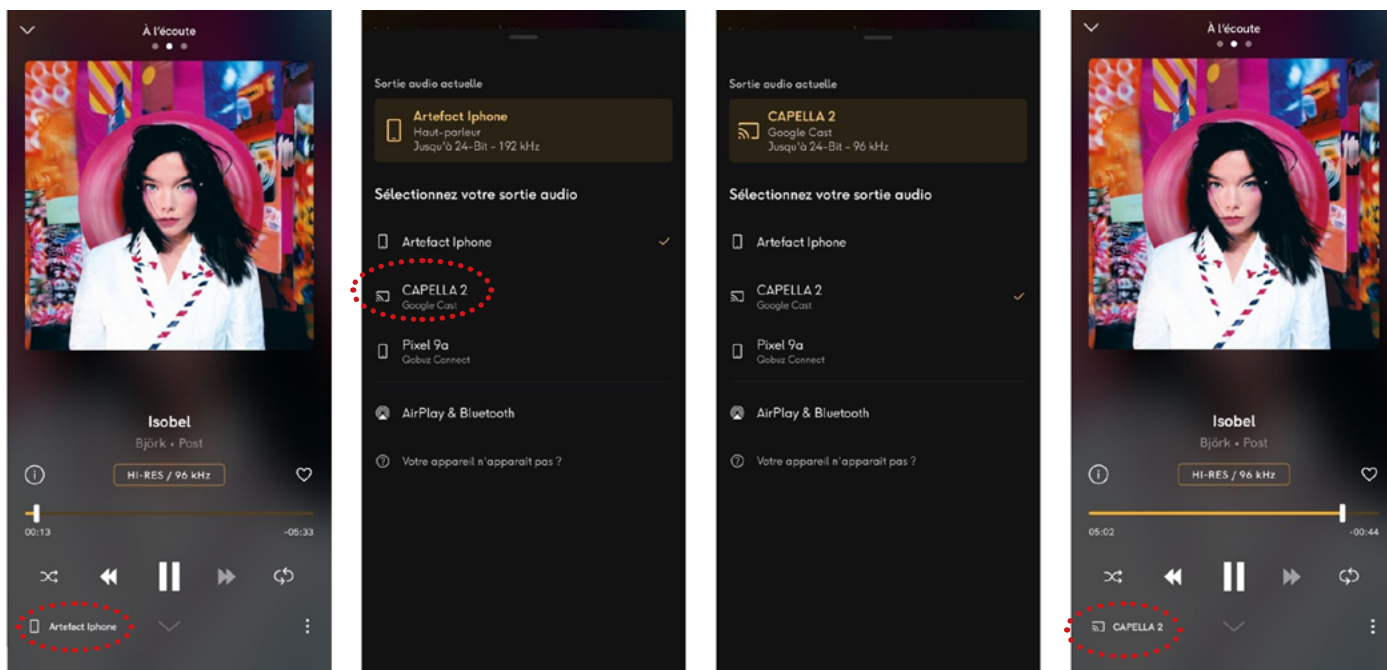 À l'écoute
Isobel
Björk • Post
HI-RES / 96 kHz
00:13
-05:33
Artefact Iphone
Sortie audio actuelle
Artefact Iphone
Haut-parleur
Jusqu'à 24-Bit - 192 kHz
Sélectionnez votre sortie audio
Artefact Iphone
CAPELLA 2
Google Cast
Pixel 9a
Qobuz Connect
AirPlay & Bluetooth
Votre appareil n'apparaît pas ?
Sortie audio actuelle
CAPELLA 2
Google Cast
Jusqu'à 24-Bit - 96 kHz
Sélectionnez votre sortie audio
Artefact Iphone
CAPELLA 2
Google Cast
Pixel 9a
Qobuz Connect
AirPlay & Bluetooth
Votre appareil n'apparaît pas ?
À l'écoute
Isobel
Björk • Post
HI-RES / 96 kHz
05:02
-00:44
CAPELLA 2